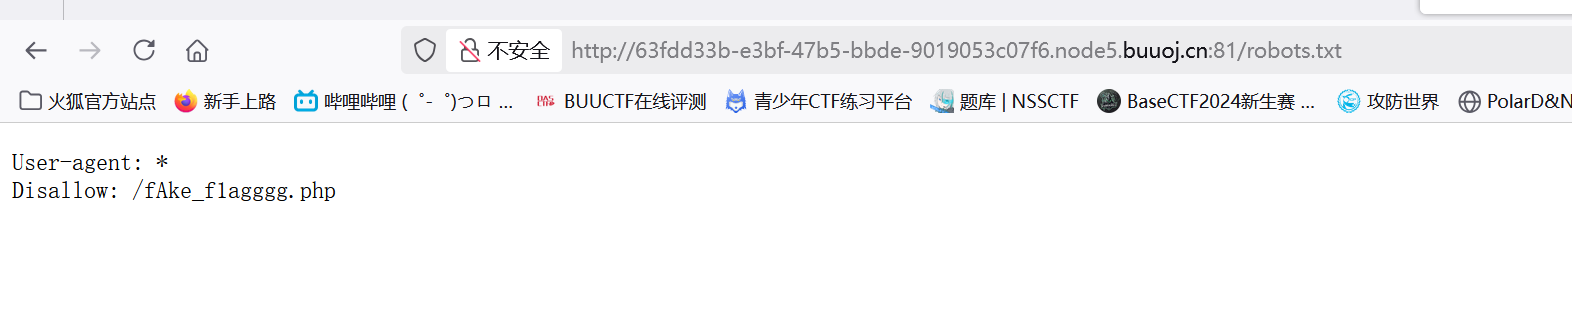 不安全 http://63fdd33b-e3bf-47b5-bbde-9019053c07f6.node5.buuoj.cn:81/robots.txt
火狐官方站点 新手上路 哔哩哔哩 (゜-゜)つロ ... BUUCTF在线评测 青少年CTF练习平台 题库 | NSSCTF BaseCTF2024新生赛 ... 攻防世界 PolarD&N
User-agent: *
Disallow: /fAke_flagggg.php